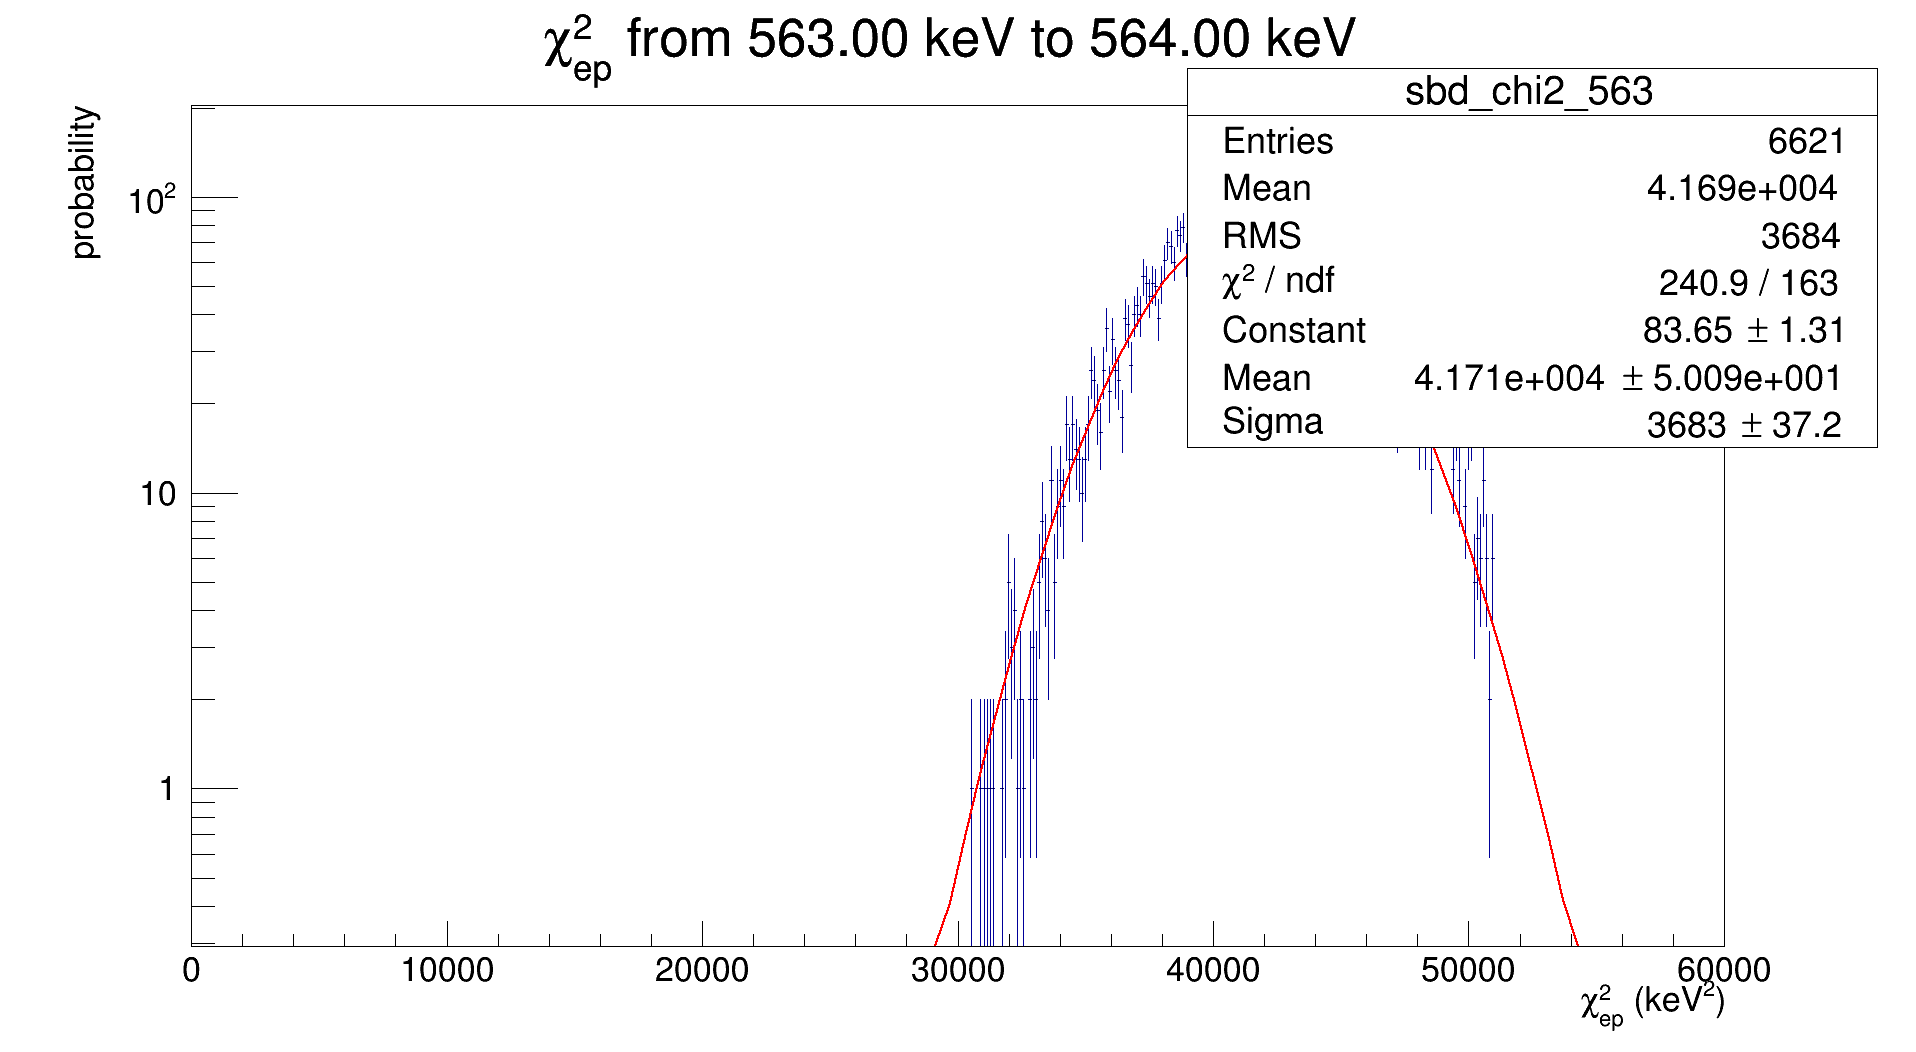 χ²ep from 563.00 keV to 564.00 keV
sbd_chi2_563
Entries 6621
Mean 4.169e+004
RMS 3684
χ² / ndf 240.9 / 163
Constant 83.65 ± 1.31
Mean 4.171e+004 ± 5.009e+001
Sigma 3683 ± 37.2
probability
10²
10
1
0 10000 20000 30000 40000 50000 60000
χ²ep (keV²)